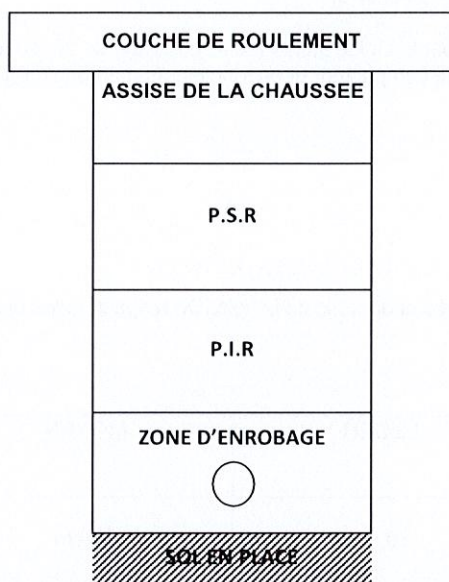 COUCHE DE ROULEMENT
ASSISE DE LA CHAUSSEE
P.S.R
P.I.R
ZONE D'ENROBAGE
SOL EN PLACE